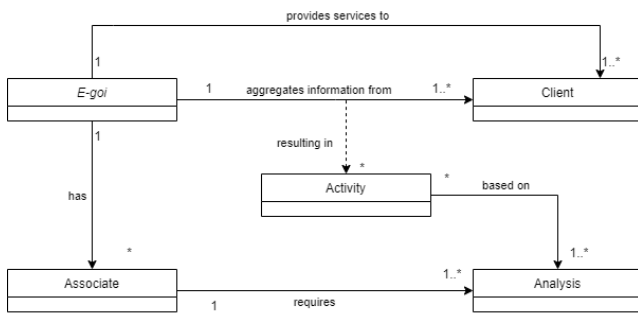 provides services to
1
1..*
E-goi
1
aggregates information from
1..*
Client
1
resulting in
*
Activity
*
based on
has
*
1..*
Associate
1..*
Analysis
1
requires